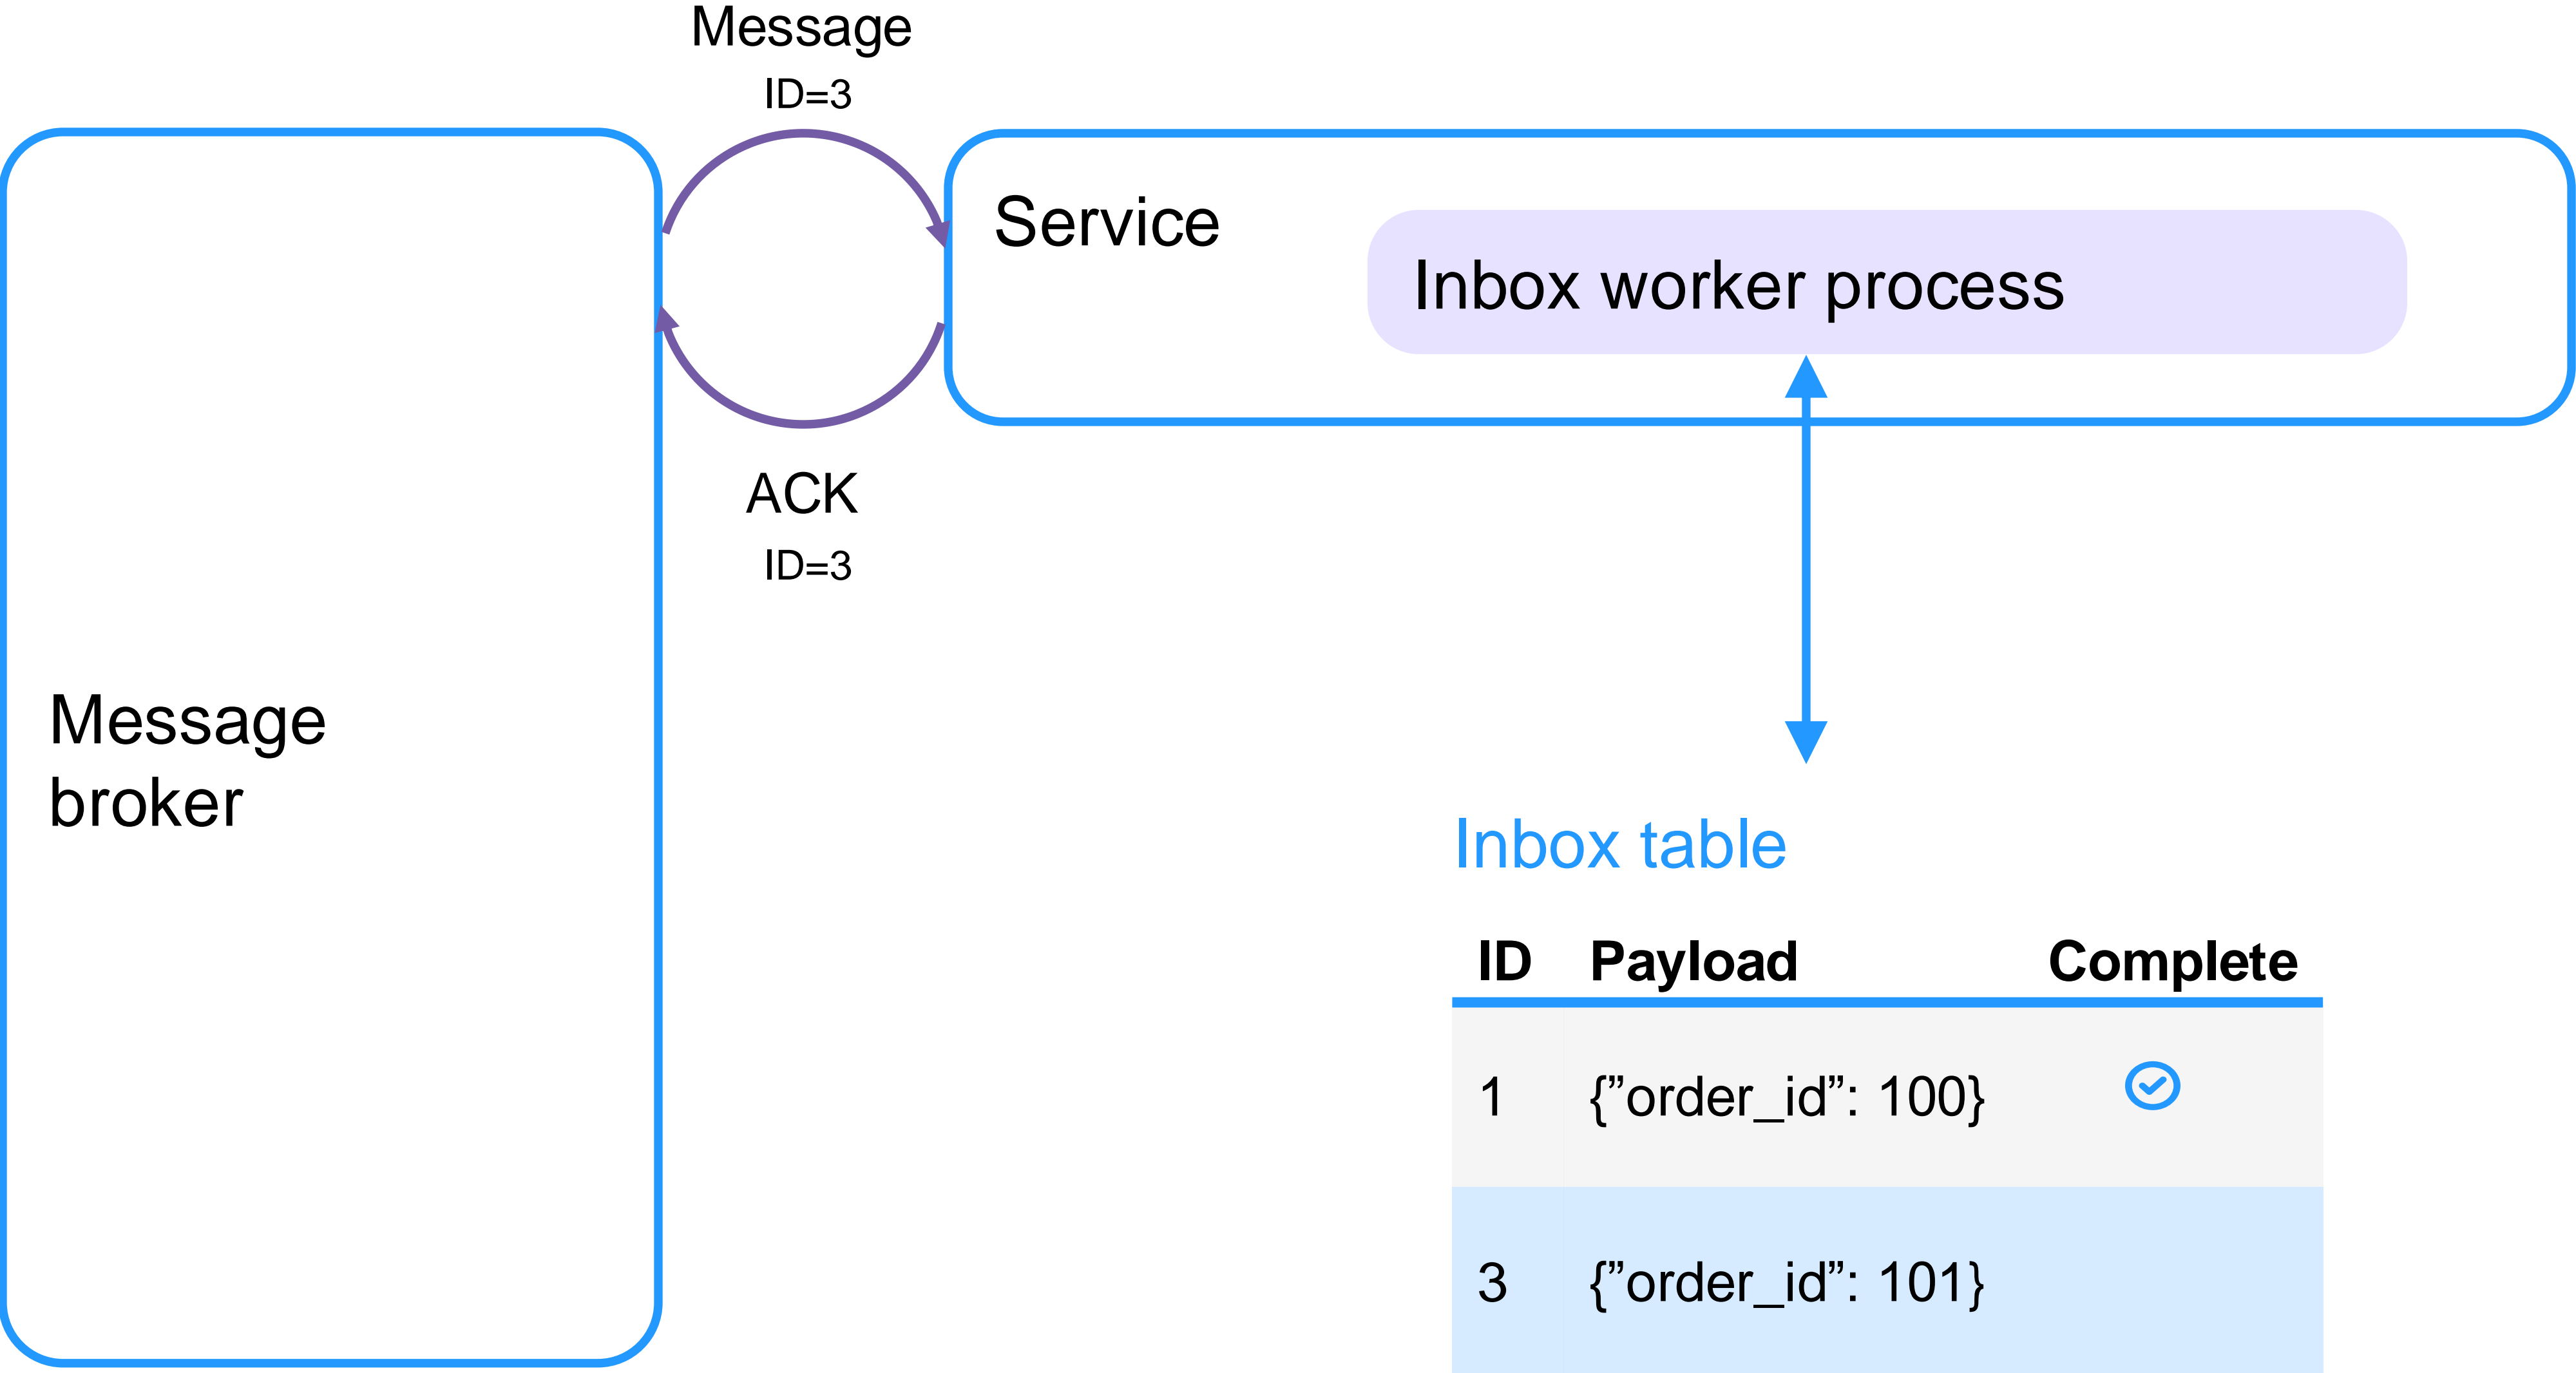 Message
ID=3
Service
Inbox worker process
ACK
ID=3
Message
broker
Inbox table
ID Payload Complete
1 {”order_id”: 100}
3 {”order_id”: 101}